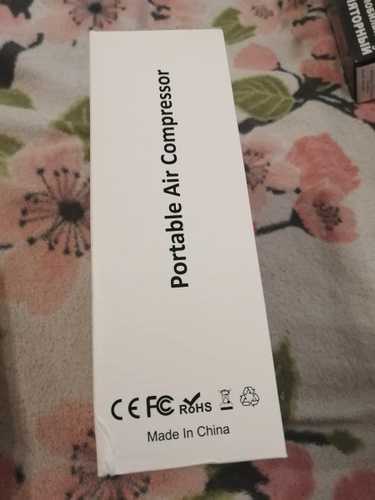 Portable Air Compressor
CE FC RoHS
Made In China